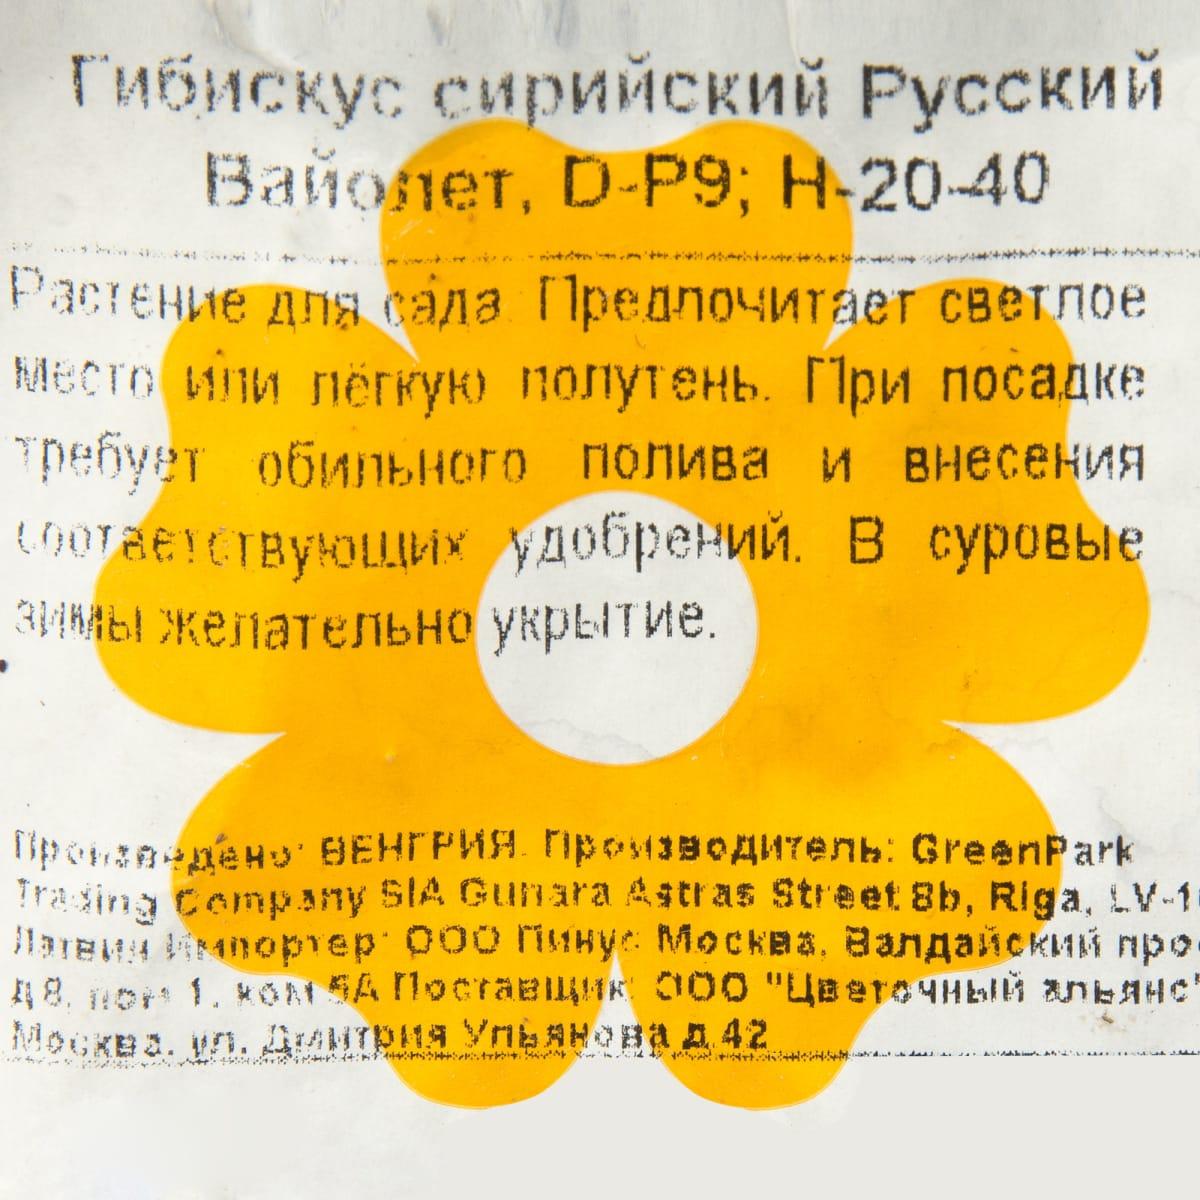 Гибискус сирийский Русский
Вайолет, D-P9; H-20-40
Растение для сада. Предпочитает светлое
место или лёгкую полутень. При посадке
требует обильного полива и внесения
соответствующих удобрений. В суровые
зимы желательно укрытие.
Произведено: ВЕНГРИЯ. Производитель: GreenPark
Trading Company SIA Gunara Astras Street 8b, Riga, LV-1
Латвия Импортер: ООО Пинус Москва, Валдайский про
д 8, пом 1, ком 5А Поставщик: ООО "Цветочный альянс"
Москва, ул. Дмитрия Ульянова д.42